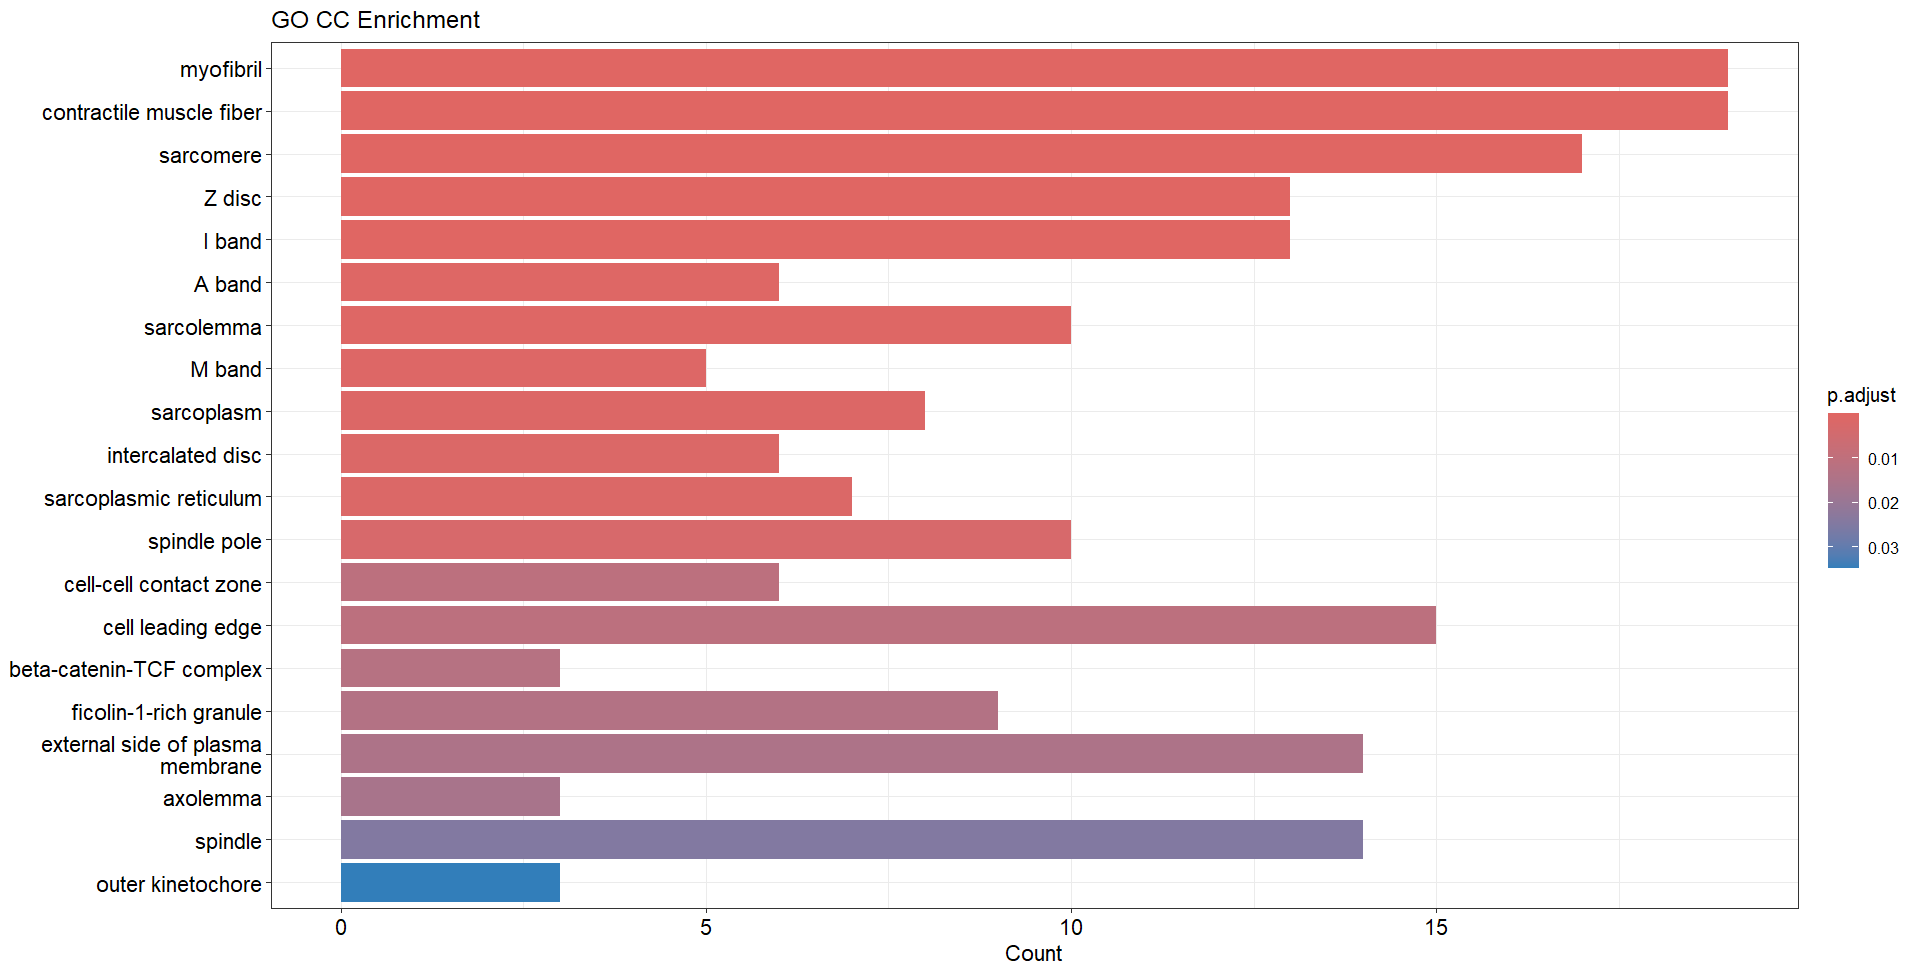 GO CC Enrichment
myofibril
contractile muscle fiber
sarcomere
Z disc
I band
A band
sarcolemma
M band
sarcoplasm
intercalated disc
sarcoplasmic reticulum
spindle pole
cell-cell contact zone
cell leading edge
beta-catenin-TCF complex
ficolin-1-rich granule
external side of plasma
membrane
axolemma
spindle
outer kinetochore
0 5 10 15
Count
p.adjust
0.01
0.02
0.03